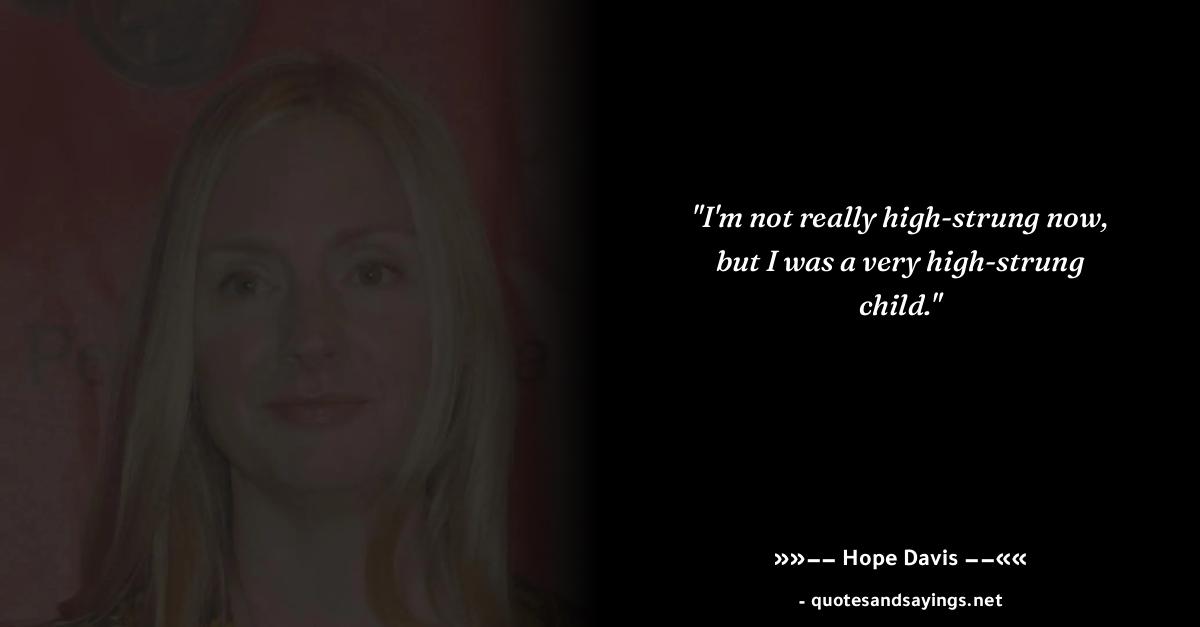 "I'm not really high-strung now,
but I was a very high-strung
child."
»»–– Hope Davis ––««
- quotesandsayings.net